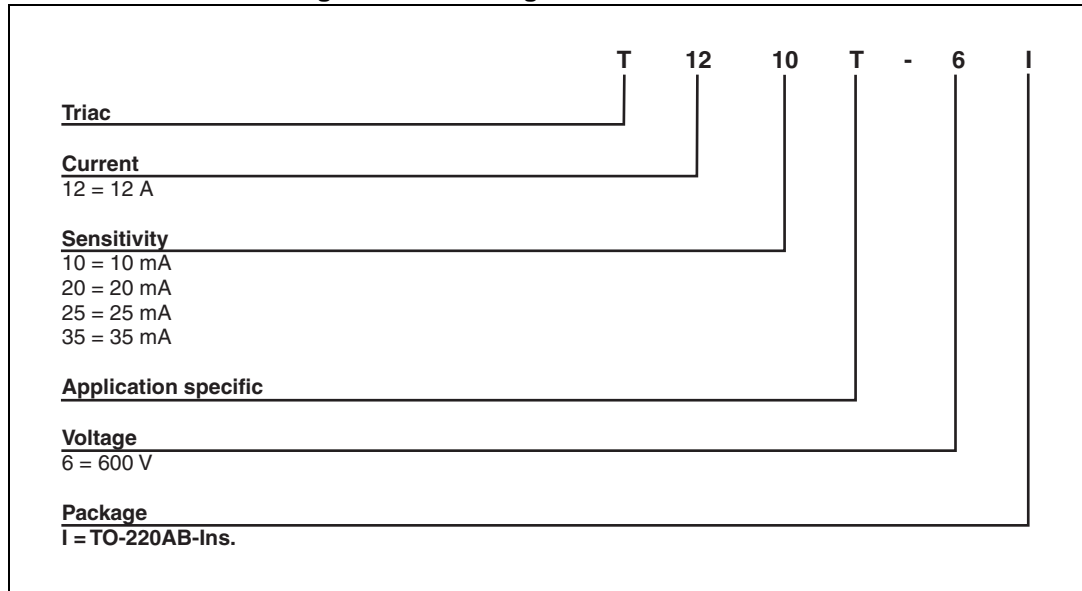 T 12 10 T - 6 I
Triac
Current
12 = 12 A
Sensitivity
10 = 10 mA
20 = 20 mA
25 = 25 mA
35 = 35 mA
Application specific
Voltage
6 = 600 V
Package
I = TO-220AB-Ins.